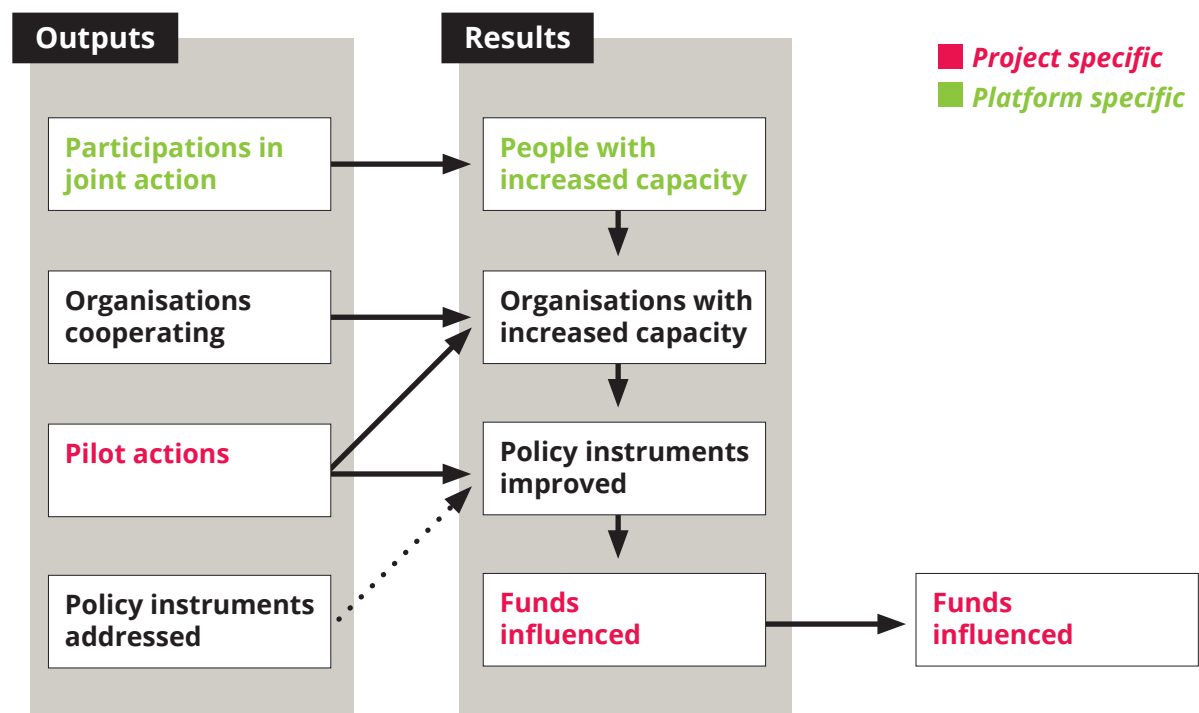 Outputs
Results
Project specific
Platform specific
Participations in
joint action
People with
increased capacity
Organisations
cooperating
Organisations with
increased capacity
Pilot actions
Policy instruments
improved
Policy instruments
addressed
Funds
influenced
Funds
influenced